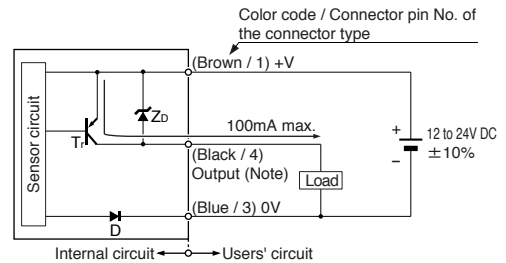 Color code / Connector pin No. of
the connector type
(Brown / 1) +V
Sensor circuit
Tr
ZD
100mA max.
+
12 to 24V DC
−
±10%
(Black / 4)
Output (Note)
Load
(Blue / 3) 0V
D
Internal circuit
Users' circuit